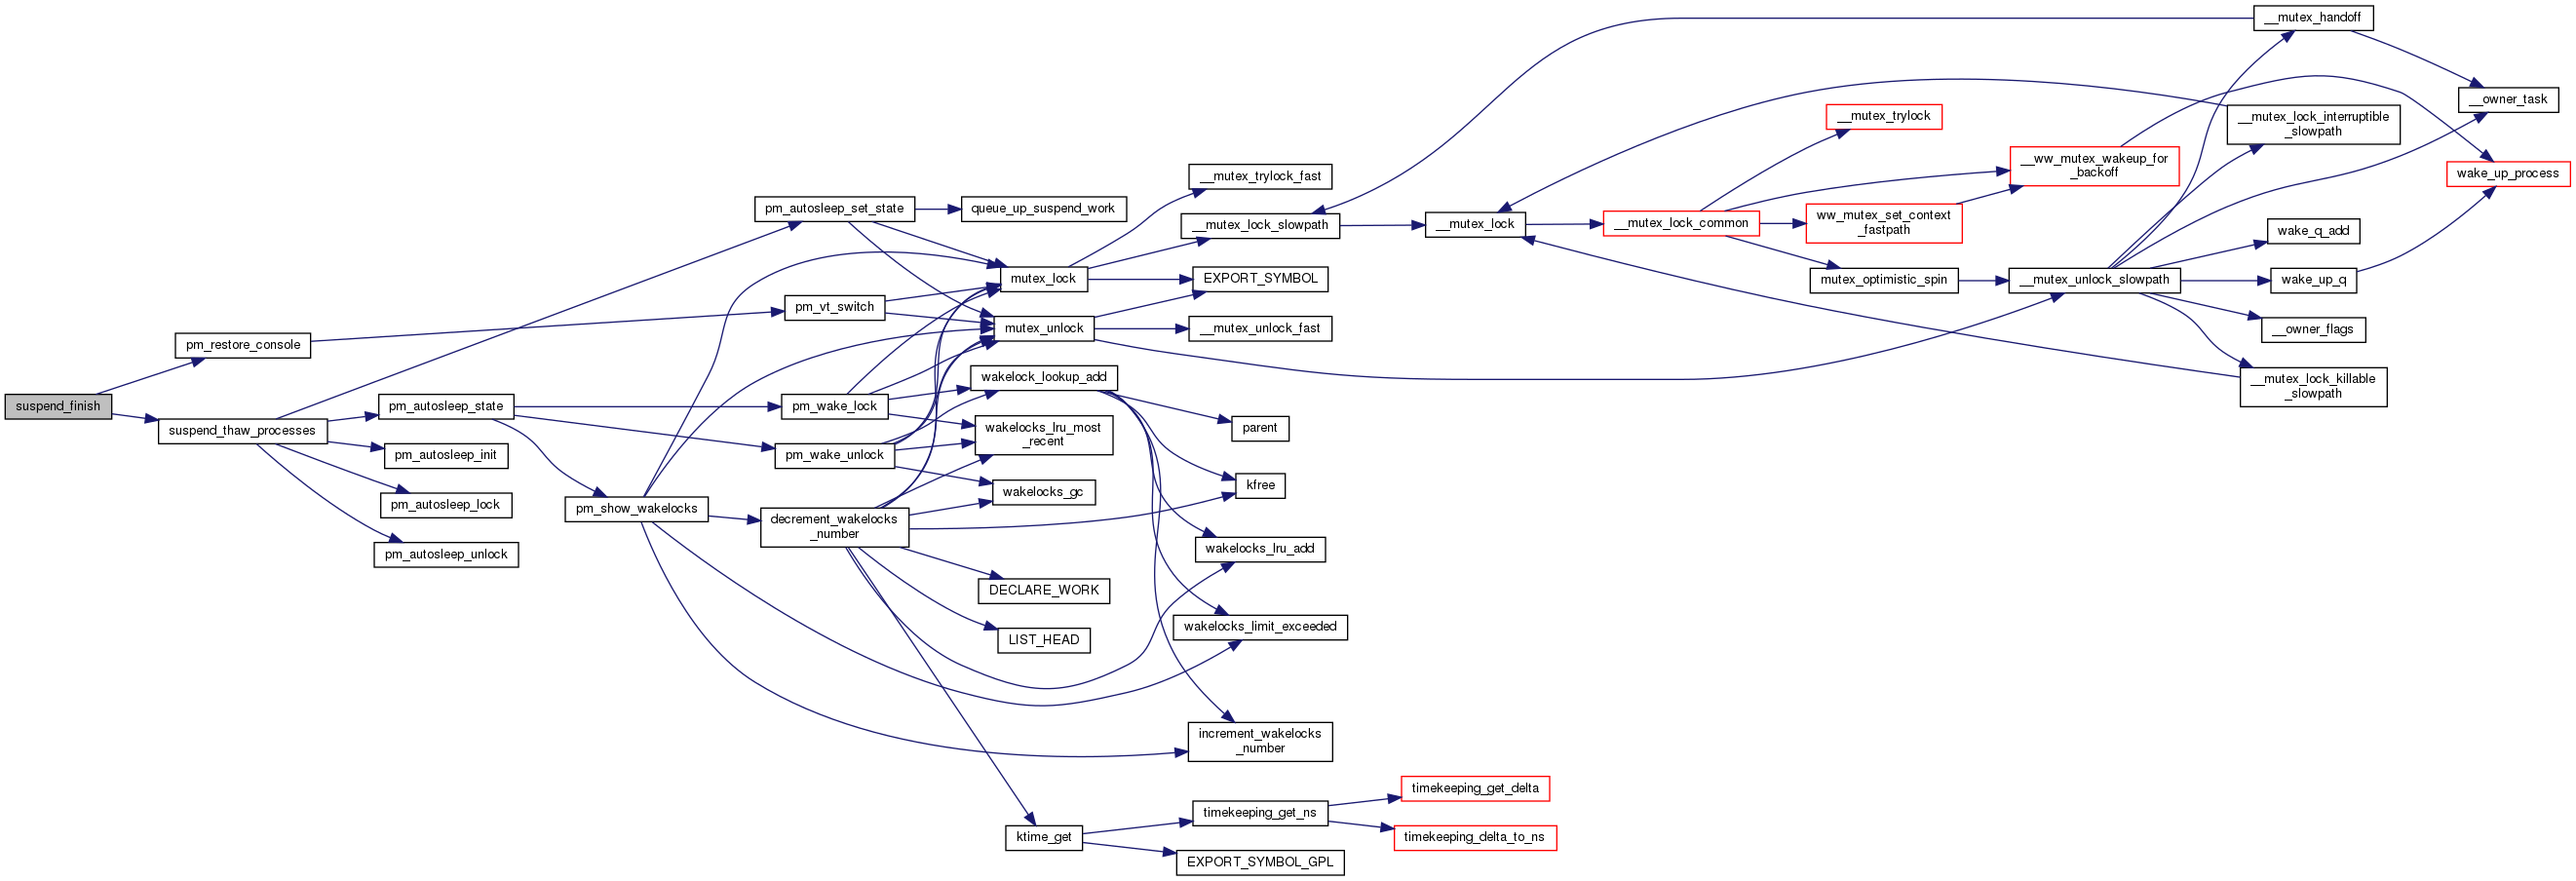 suspend_finish
pm_restore_console
suspend_thaw_processes
pm_autosleep_set_state
pm_autosleep_state
pm_autosleep_init
pm_autosleep_lock
pm_autosleep_unlock
queue_up_suspend_work
pm_vt_switch
pm_wake_lock
pm_wake_unlock
pm_show_wakelocks
decrement_wakelocks
_number
mutex_lock
mutex_unlock
wakelock_lookup_add
wakelocks_lru_most
_recent
wakelocks_gc
DECLARE_WORK
LIST_HEAD
ktime_get
__mutex_trylock_fast
__mutex_lock_slowpath
EXPORT_SYMBOL
__mutex_unlock_fast
parent
kfree
wakelocks_lru_add
wakelocks_limit_exceeded
increment_wakelocks
_number
timekeeping_get_ns
EXPORT_SYMBOL_GPL
timekeeping_get_delta
timekeeping_delta_to_ns
__mutex_lock
__mutex_lock_common
__mutex_trylock
ww_mutex_set_context
_fastpath
mutex_optimistic_spin
__ww_mutex_wakeup_for
_backoff
__mutex_unlock_slowpath
__mutex_handoff
__mutex_lock_interruptible
_slowpath
wake_q_add
wake_up_q
__owner_flags
__mutex_lock_killable
_slowpath
__owner_task
wake_up_process